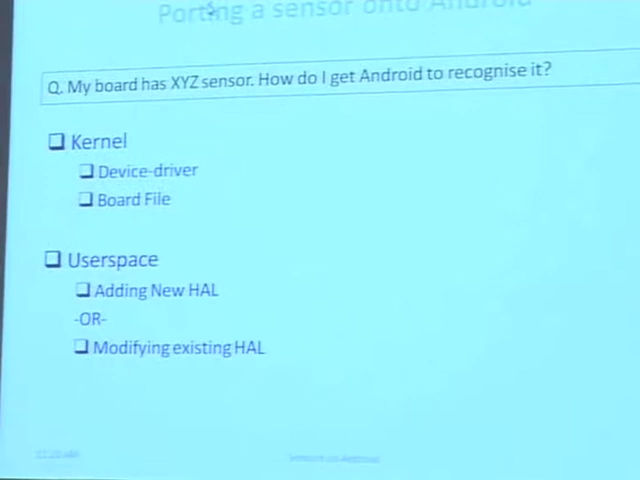 Porting a sensor onto Android
Q. My board has XYZ sensor. How do I get Android to recognise it?
Kernel
Device-driver
Board File
Userspace
Adding New HAL
-OR-
Modifying existing HAL